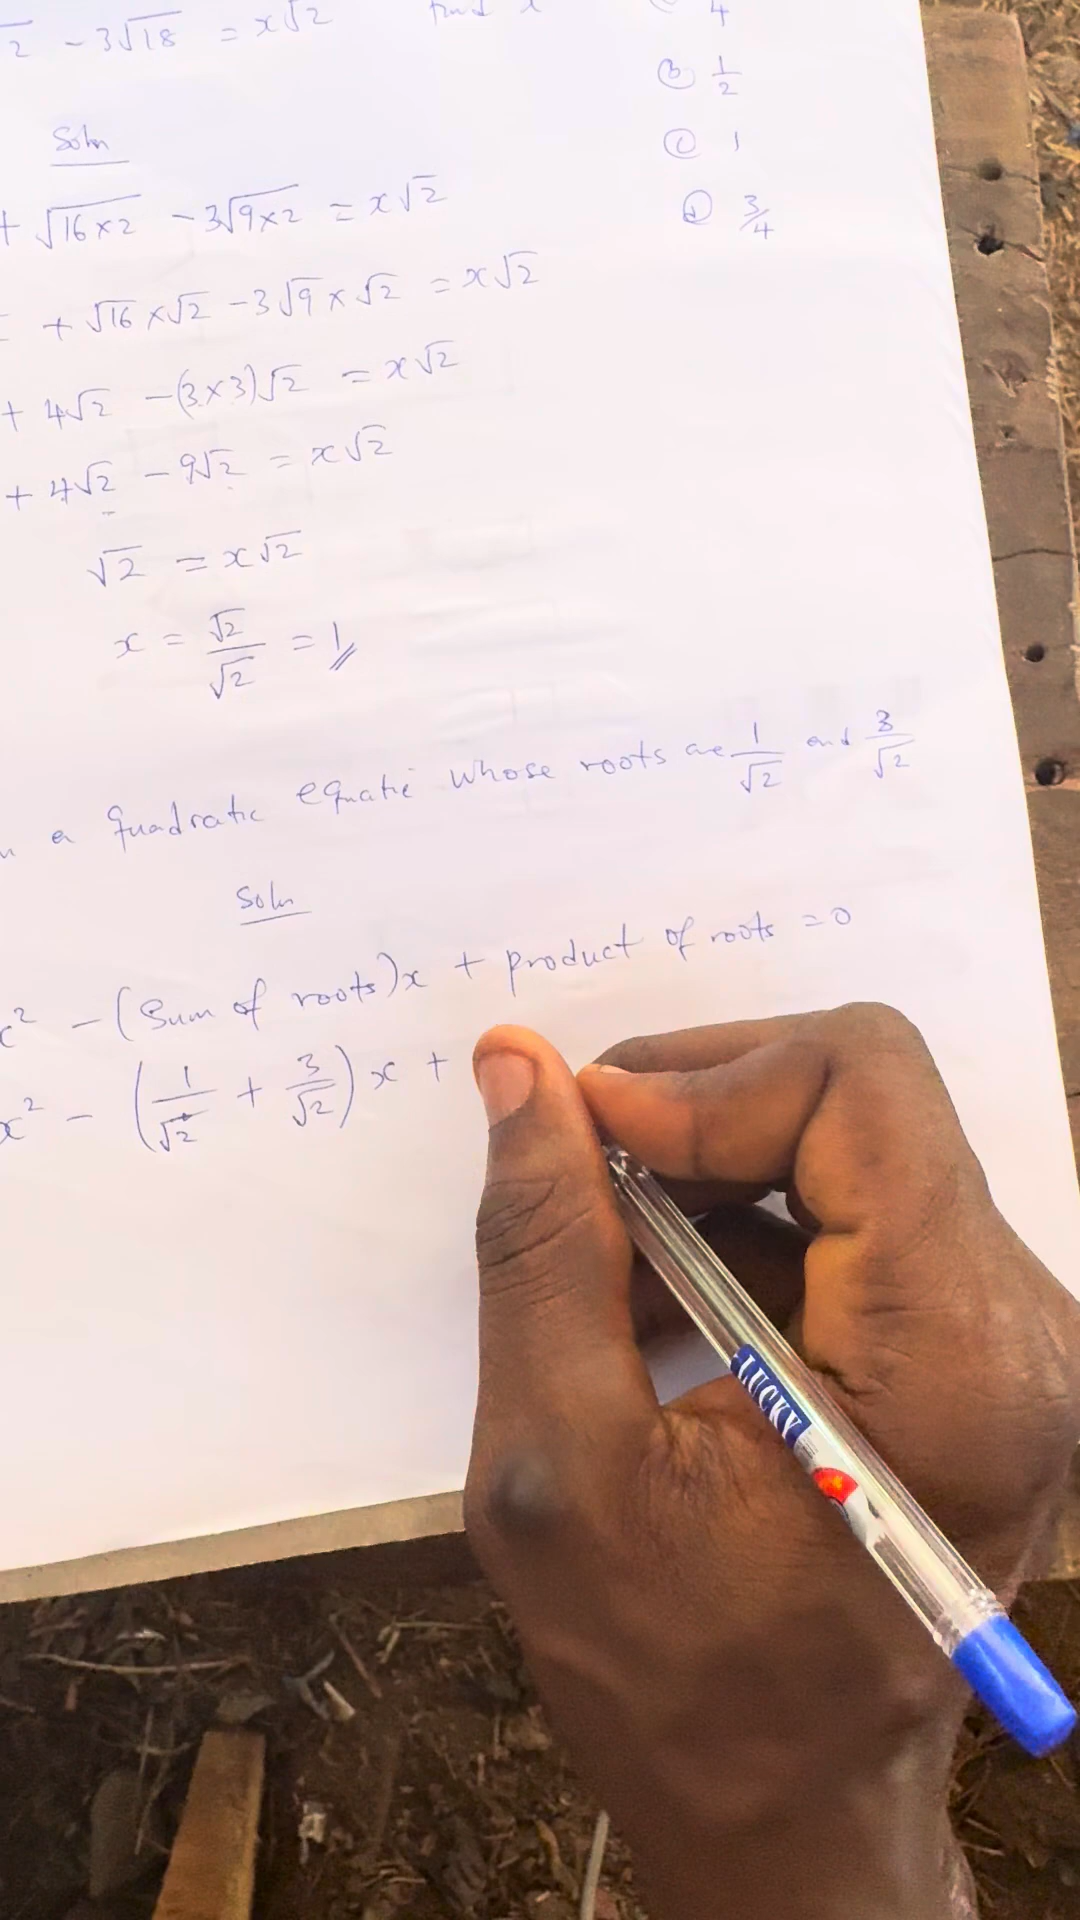 2 - 3√18 = x√2 find x
4
Ⓑ 1/2
Soln
Ⓒ 1
+ √16×2 - 3√9×2 = x√2
Ⓓ 3/4
+ √16 ×√2 - 3√9 × √2 = x√2
+ 4√2 - (3×3)√2 = x√2
+ 4√2 - 9√2 = x√2
√2 = x√2
x = √2/√2 = 1
a quadratic equatic whose roots are 1/√2 and 3/√2
Soln
x² - (Sum of roots)x + product of roots = 0
x² - (1/√2 + 3/√2)x +
LUCKY